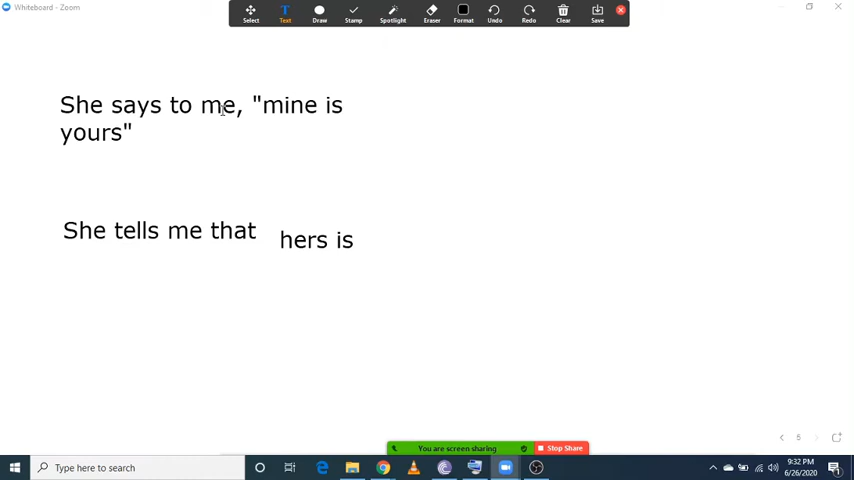 Whiteboard - Zoom
Select Text Draw Stamp Spotlight Eraser Format Undo Redo Clear Save
She says to me, "mine is
yours"
She tells me that hers is
5
You are screen sharing Stop Share
Type here to search
9:32 PM
6/26/2020